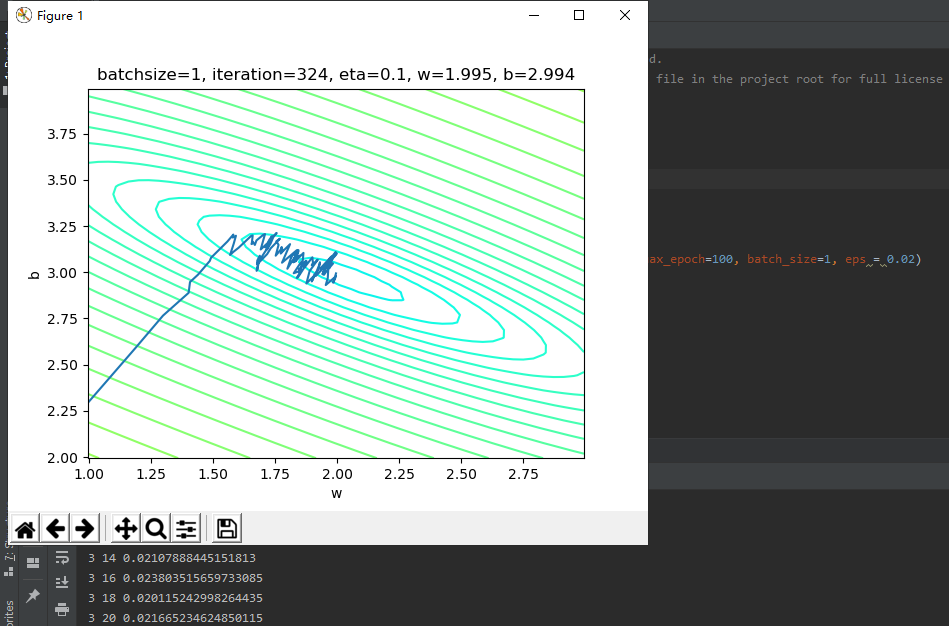 Figure 1
d.
file in the project root for full license
batchsize=1, iteration=324, eta=0.1, w=1.995, b=2.994
3.75
3.50
3.25
b
3.00
ax_epoch=100, batch_size=1, eps = 0.02)
2.75
2.50
2.25
2.00
1.00 1.25 1.50 1.75 2.00 2.25 2.50 2.75
w
3 14 0.02107888445151813
3 16 0.023803515659733085
3 18 0.020115242998264435
3 20 0.021665234624850115